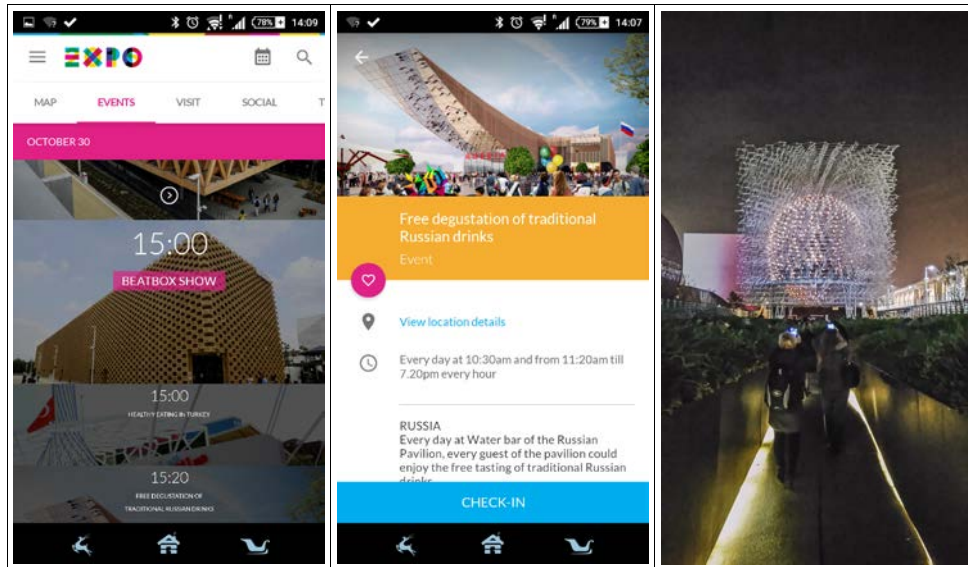 78%
14:09
EXPO
MAP
EVENTS
VISIT
SOCIAL
T
OCTOBER 30
15:00
BEATBOX SHOW
15:00
HEALTHY EATING IN TURKEY
15:20
FREE DEGUSTATION OF
TRADITIONAL RUSSIAN DRINKS
79%
14:07
Free degustation of traditional
Russian drinks
Event
View location details
Every day at 10:30am and from 11:20am till
7.20pm every hour
RUSSIA
Every day at Water bar of the Russian
Pavilion, every guest of the pavilion could
enjoy the free tasting of traditional Russian
drinks
CHECK-IN